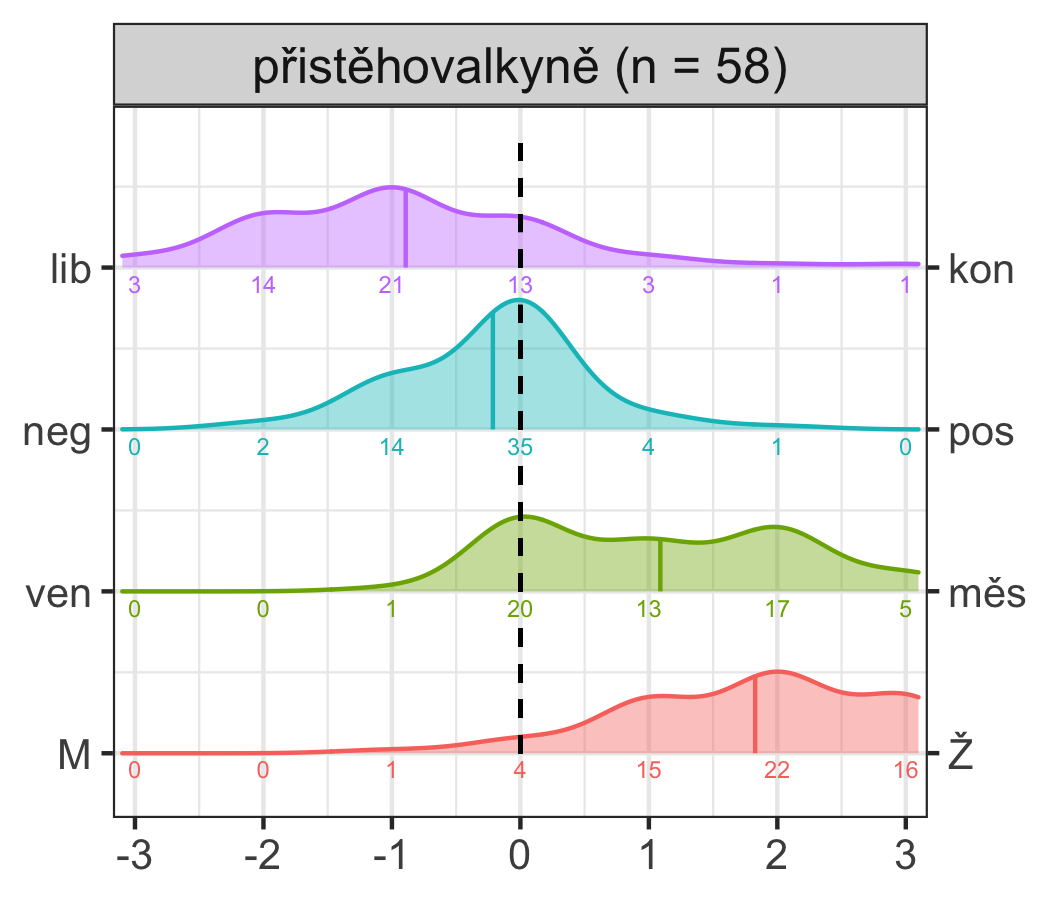 přistěhovalkyně (n = 58)
lib kon
3 14 21 13 3 1 1
neg pos
0 2 14 35 4 1 0
ven měs
0 0 1 20 13 17 5
M Ž
0 0 1 4 15 22 16
-3 -2 -1 0 1 2 3